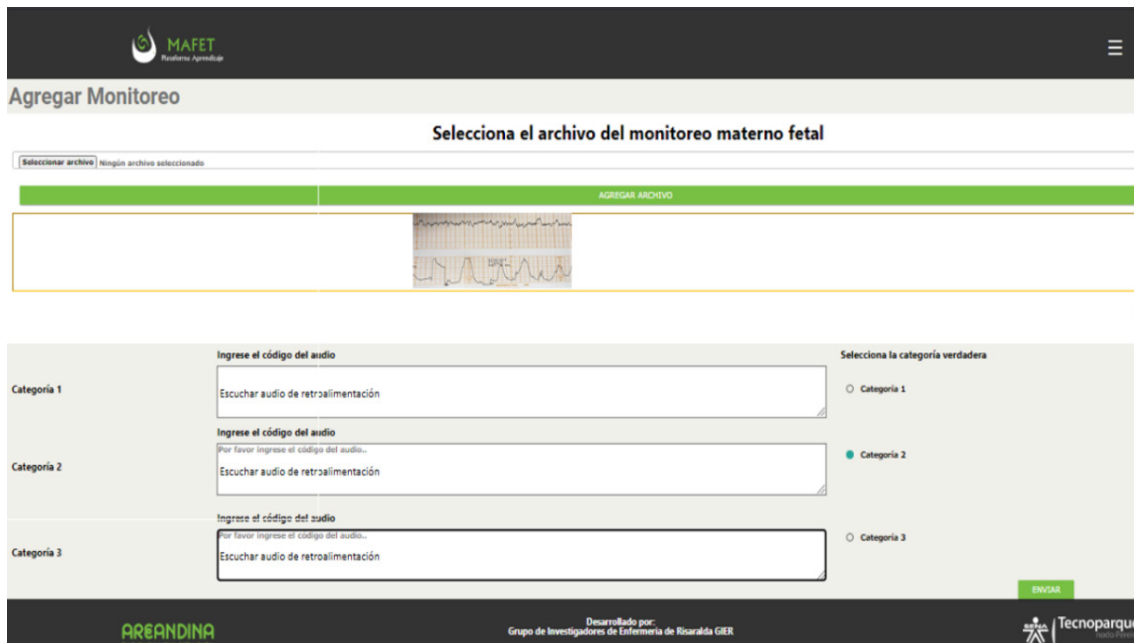 MAFET
Plataforma Aprendizaje
Agregar Monitoreo
Selecciona el archivo del monitoreo materno fetal
Seleccionar archivo Ningún archivo seleccionado
AGREGAR ARCHIVO
Ingrese el código del audio
Selecciona la categoría verdadera
Categoría 1
Escuchar audio de retroalimentación
Categoría 1
Ingrese el código del audio
Por favor ingrese el código del audio..
Categoría 2
Escuchar audio de retroalimentación
Categoría 2
Ingrese el código del audio
Por favor ingrese el código del audio..
Categoría 3
Escuchar audio de retroalimentación
Categoría 3
ENVIAR
AREANDINA
Desarrollado por:
Grupo de Investigadores de Enfermeria de Risaralda GIER
SENA
Tecnoparque